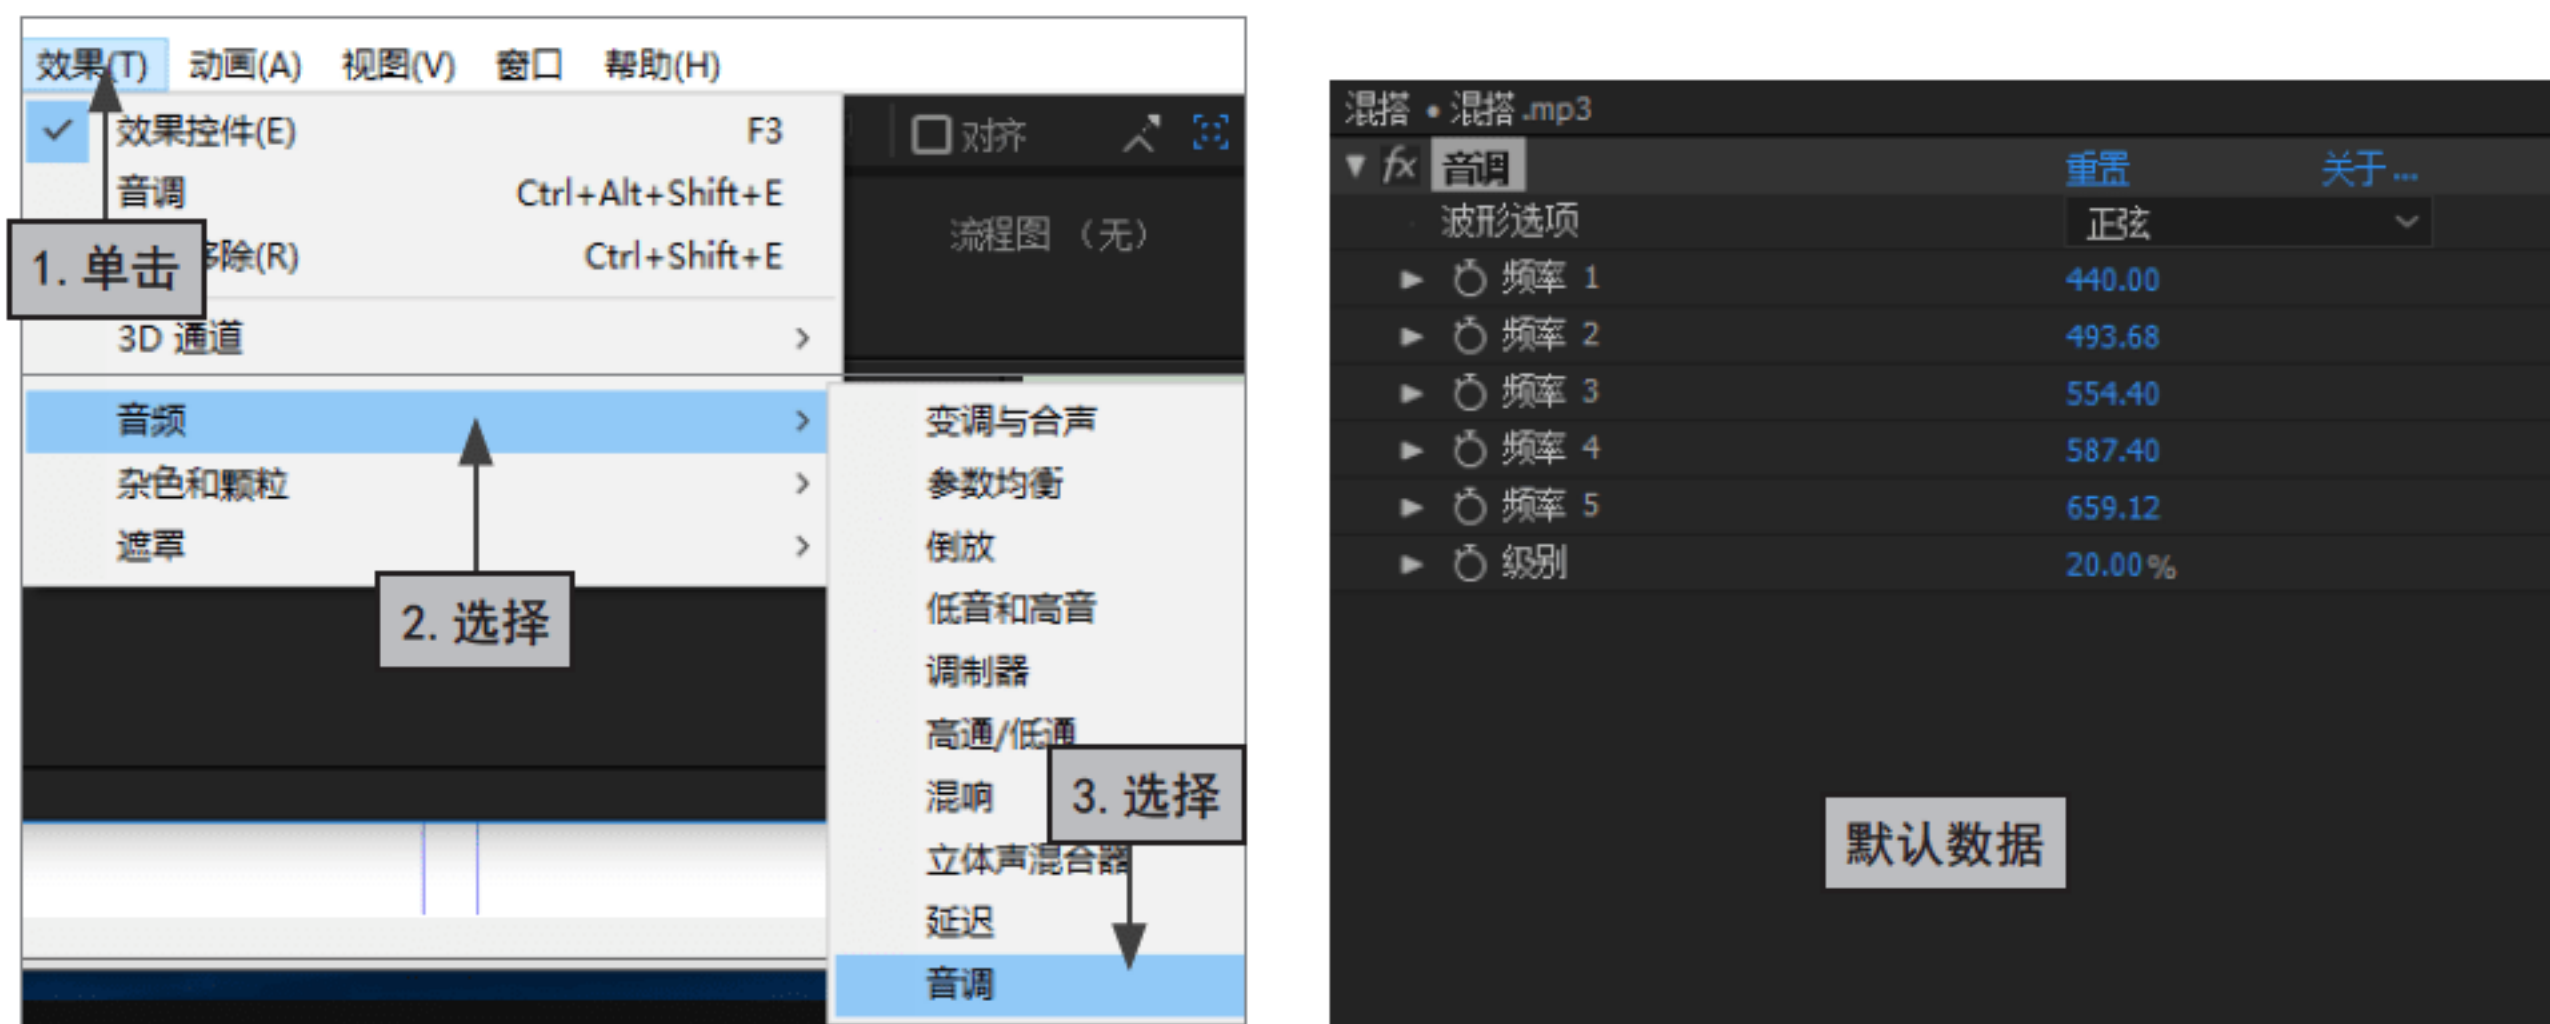 效果(T) 动画(A) 视图(V) 窗口 帮助(H)
效果控件(E) F3
音调 Ctrl+Alt+Shift+E
移除(R) Ctrl+Shift+E
1. 单击
3D 通道
音频
杂色和颗粒
遮罩
2. 选择
对齐
流程图 (无)
变调与合声
参数均衡
倒放
低音和高音
调制器
高通/低通
混响
3. 选择
立体声混合器
延迟
音调
混搭 • 混搭.mp3
fx 音调 重置 关于...
波形选项 正弦
频率 1 440.00
频率 2 493.68
频率 3 554.40
频率 4 587.40
频率 5 659.12
级别 20.00%
默认数据